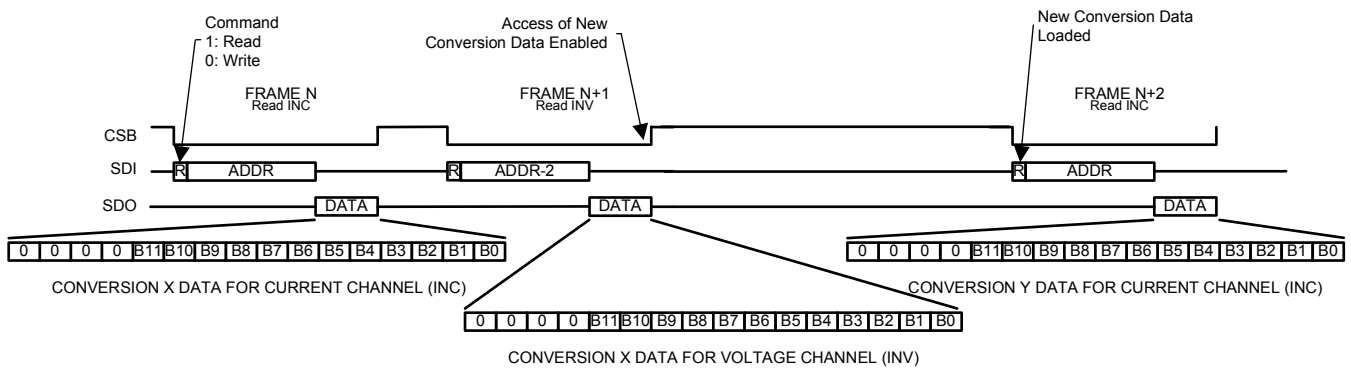 Command
1: Read
0: Write
Access of New
Conversion Data Enabled
New Conversion Data
Loaded
FRAME N
Read INC
FRAME N+1
Read INV
FRAME N+2
Read INC
CSB
SDI
R ADDR
R ADDR-2
R ADDR
SDO
DATA
DATA
DATA
0 0 0 0 B11 B10 B9 B8 B7 B6 B5 B4 B3 B2 B1 B0
0 0 0 0 B11 B10 B9 B8 B7 B6 B5 B4 B3 B2 B1 B0
CONVERSION X DATA FOR CURRENT CHANNEL (INC)
CONVERSION Y DATA FOR CURRENT CHANNEL (INC)
0 0 0 0 B11 B10 B9 B8 B7 B6 B5 B4 B3 B2 B1 B0
CONVERSION X DATA FOR VOLTAGE CHANNEL (INV)